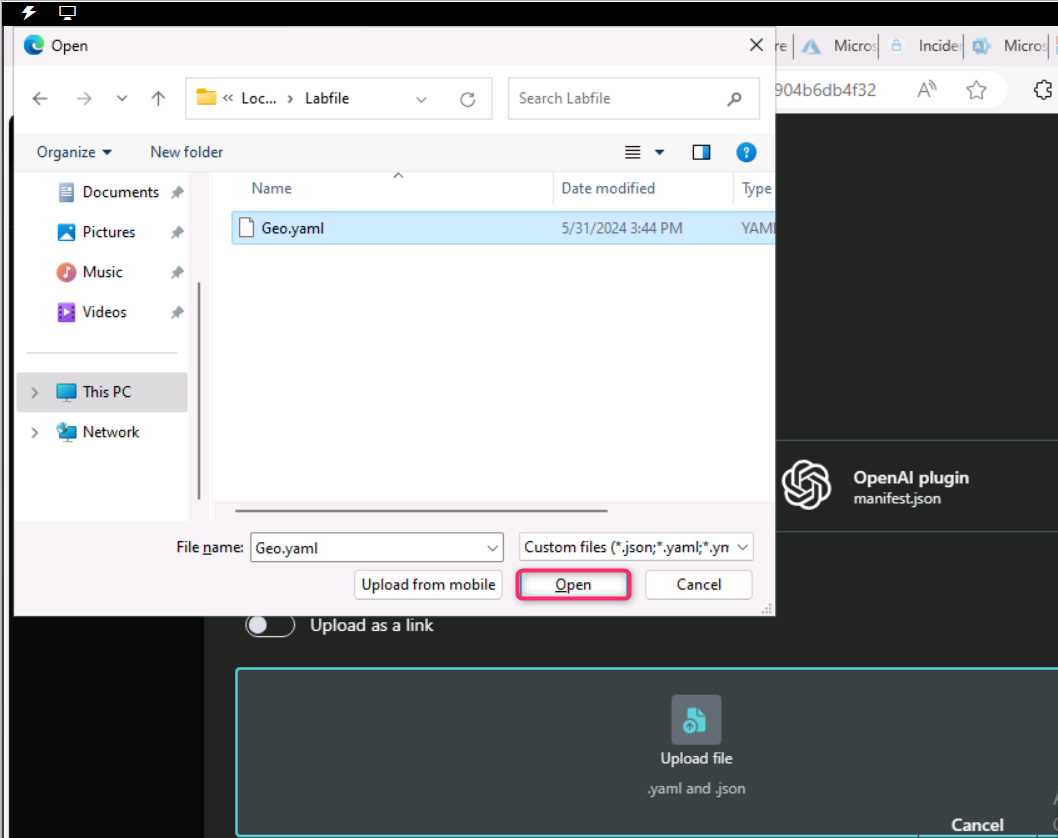 Open
re
Micros
Incide
Micros
« Loc... > Labfile
Search Labfile
904b6db4f32
Organize
New folder
Name
Date modified
Type
Documents
Pictures
Music
Videos
This PC
Network
Geo.yaml
5/31/2024 3:44 PM
YAM
OpenAI plugin
manifest.json
File name:
Geo.yaml
Custom files (*.json;*.yaml;*.yn
Upload from mobile
Open
Cancel
Upload as a link
Upload file
.yaml and .json
Cancel